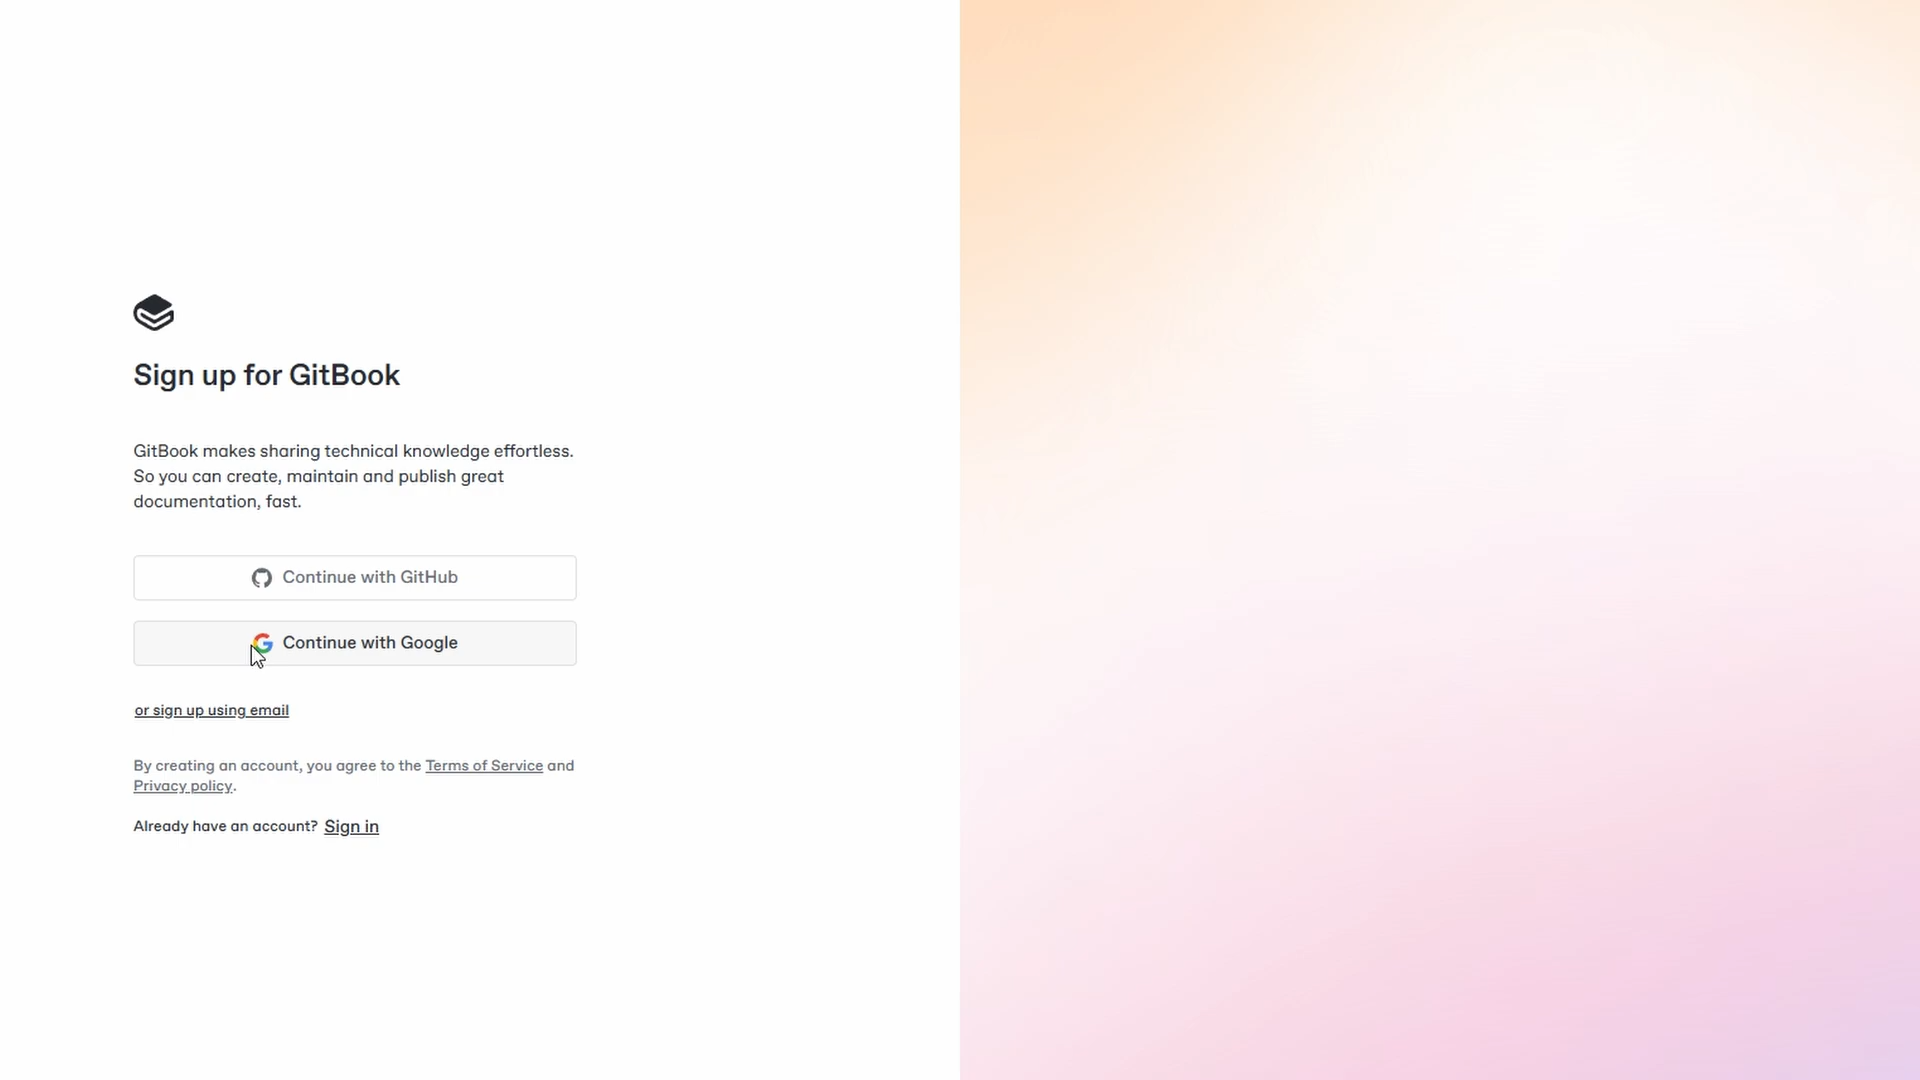 Sign up for GitBook
GitBook makes sharing technical knowledge effortless.
So you can create, maintain and publish great
documentation, fast.
Continue with GitHub
Continue with Google
or sign up using email
By creating an account, you agree to the Terms of Service and
Privacy policy.
Already have an account? Sign in